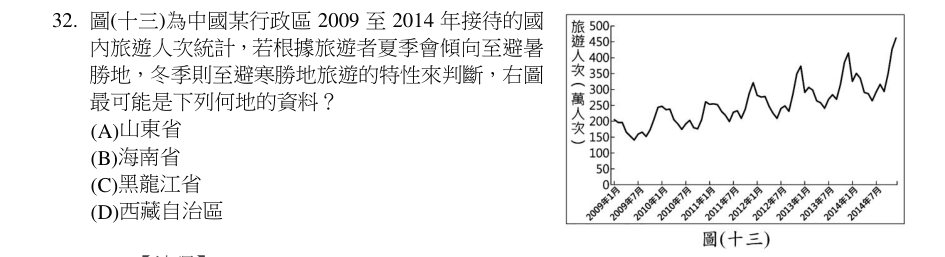 32. 圖(十三)為中國某行政區 2009 至 2014 年接待的國
內旅遊人次統計，若根據旅遊者夏季會傾向至避暑
勝地，冬季則至避寒勝地旅遊的特性來判斷，右圖
最可能是下列何地的資料？
(A)山東省
(B)海南省
(C)黑龍江省
(D)西藏自治區
旅遊人次(萬人次)
500
450
400
350
300
250
200
150
100
50
0
2009年1月
2009年7月
2010年1月
2010年7月
2011年1月
2011年7月
2012年1月
2012年7月
2013年1月
2013年7月
2014年1月
2014年7月
圖(十三)